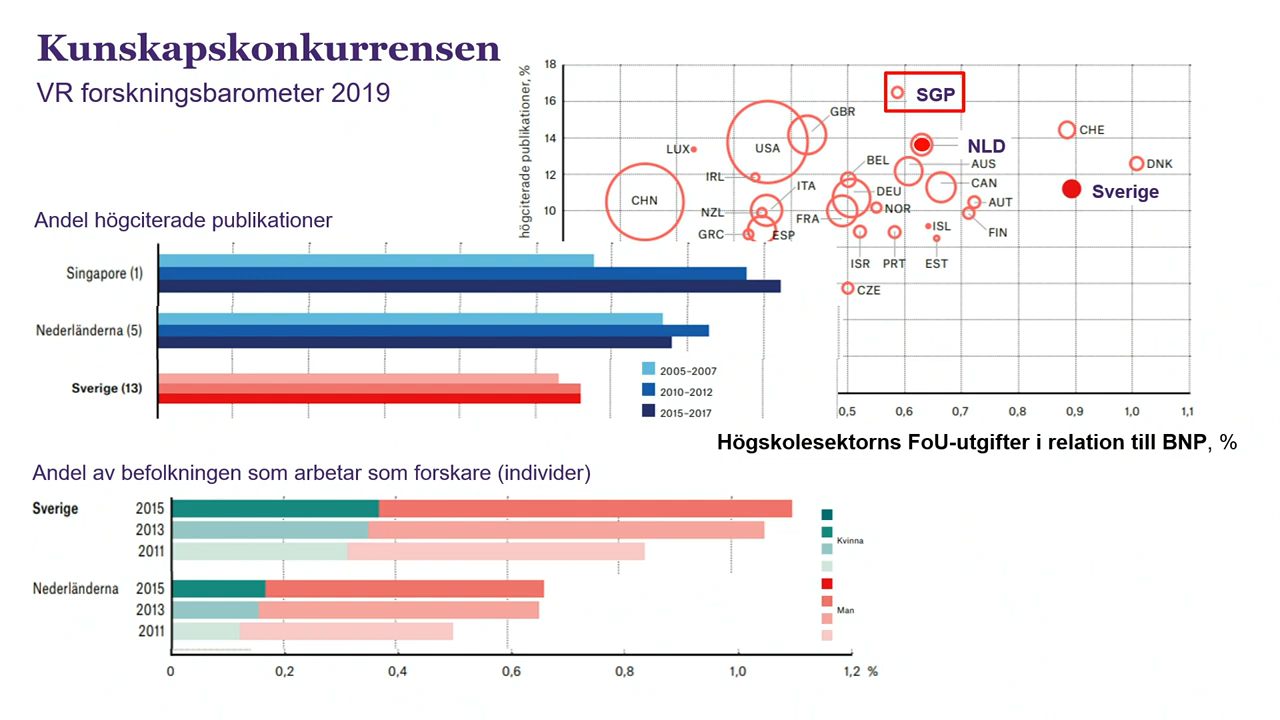 Kunskapskonkurrensen
VR forskningsbarometer 2019
högciterade publikationer, %
18
16
14
12
10
SGP
GBR
CHE
LUX
USA
NLD
BEL
AUS
DNK
IRL
ITA
DEU
CAN
Sverige
CHN
NZL
NOR
AUT
FRA
GRC
ESP
ISL
FIN
ISR
PRT
EST
CZE
0,5
0,6
0,7
0,8
0,9
1,0
1,1
Högskolesektorns FoU-utgifter i relation till BNP, %
Andel högciterade publikationer
Singapore (1)
Nederländerna (5)
Sverige (13)
2005–2007
2010–2012
2015–2017
Andel av befolkningen som arbetar som forskare (individer)
Sverige 2015
2013
2011
Nederländerna 2015
2013
2011
Kvinna
Man
0 0,2 0,4 0,6 0,8 1,0 1,2 %